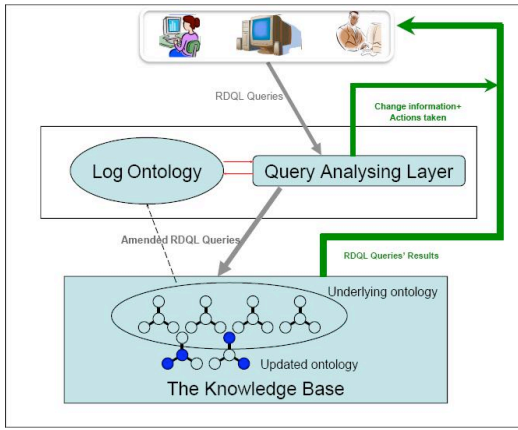 RDQL Queries
Change information+
Actions taken
Log Ontology
Query Analysing Layer
Amended RDQL Queries
RDQL Queries' Results
Underlying ontology
Updated ontology
The Knowledge Base